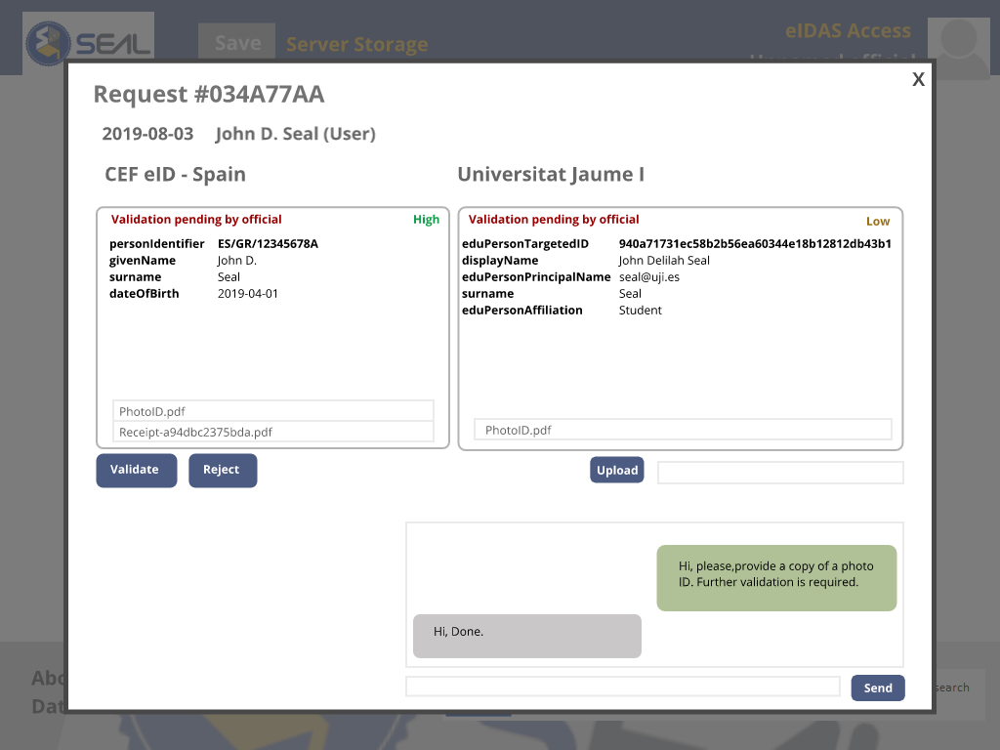 SEAL
Save
Server Storage
eIDAS Access
X
Request #034A77AA
2019-08-03 John D. Seal (User)
CEF eID - Spain
Universitat Jaume I
Validation pending by official High
personIdentifier ES/GR/12345678A
givenName John D.
surname Seal
dateOfBirth 2019-04-01
PhotoID.pdf
Receipt-a94dbc2375bda.pdf
Validation pending by official Low
eduPersonTargetedID 940a71731ec58b2b56ea60344e18b12812db43b1
displayName John Delilah Seal
eduPersonPrincipalName seal@uji.es
surname Seal
eduPersonAffiliation Student
PhotoID.pdf
Validate
Reject
Upload
Hi, please,provide a copy of a photo
ID. Further validation is required.
Hi, Done.
Send
Abo
Dat
search